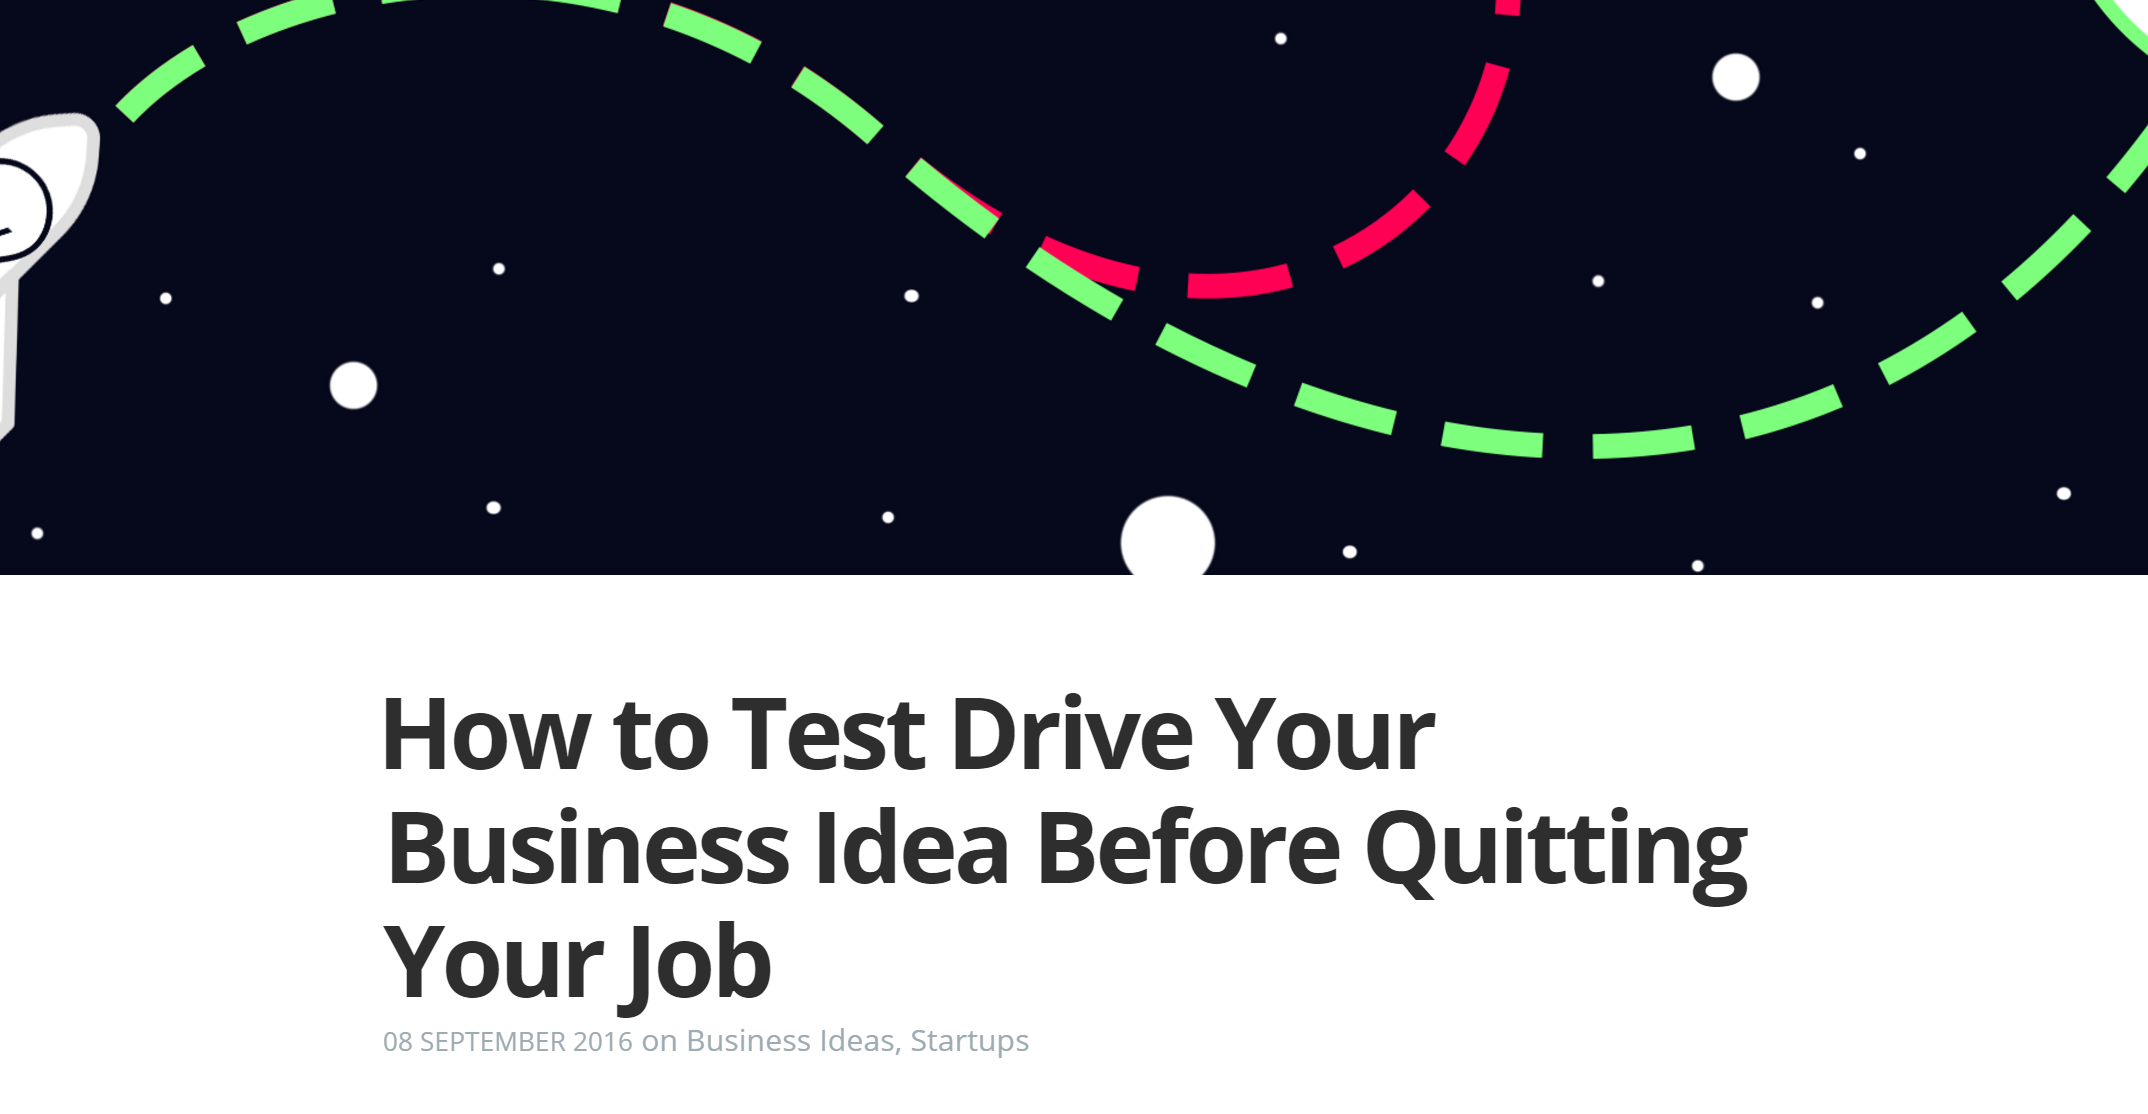 How to Test Drive Your
Business Idea Before Quitting
Your Job
08 SEPTEMBER 2016 on Business Ideas, Startups